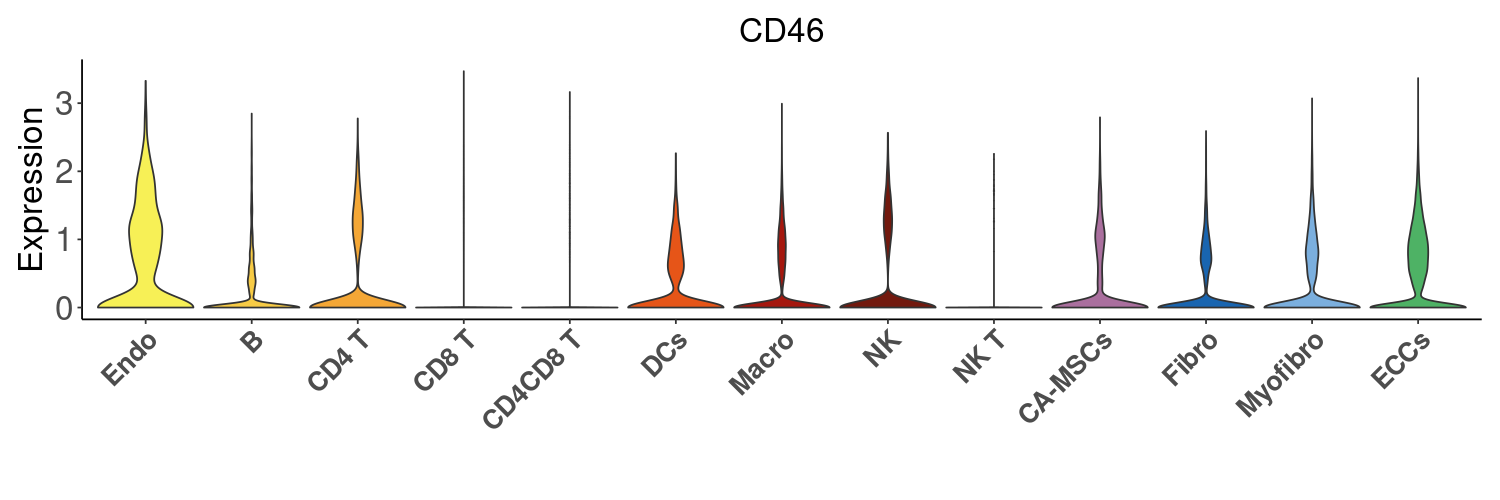 CD46
Expression
3
2
1
0
Endo
B
CD4 T
CD8 T
CD4CD8 T
DCs
Macro
NK
NK T
CA-MSCs
Fibro
Myofibro
ECCs